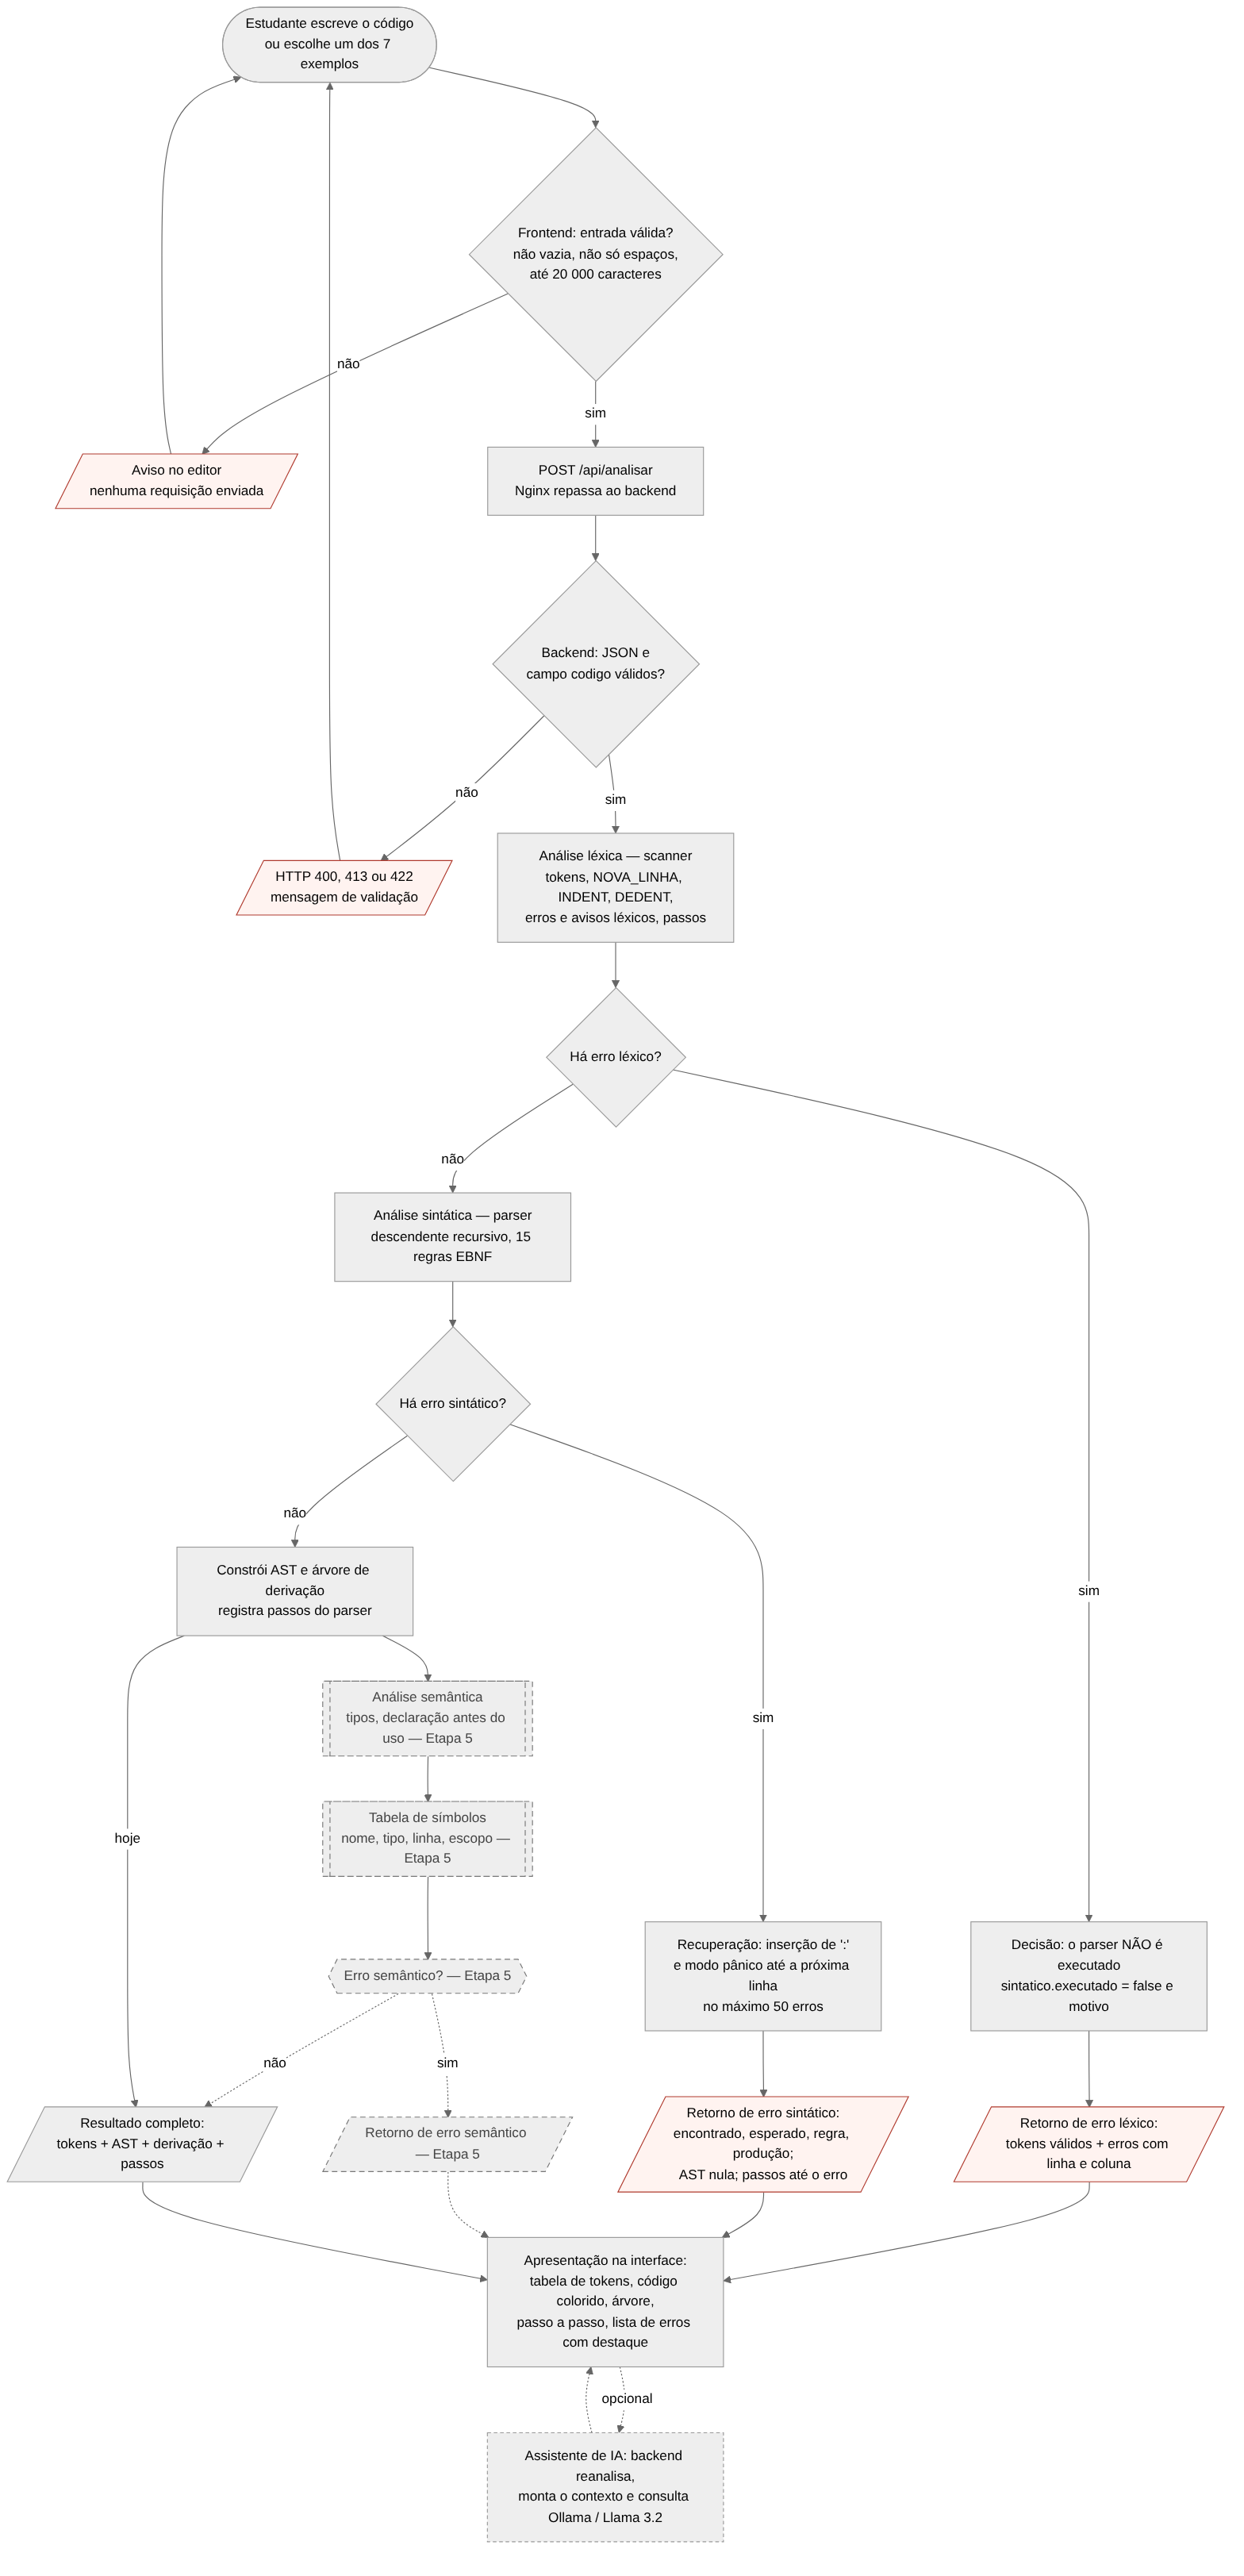 Estudante escreve o código
ou escolhe um dos 7
exemplos
Frontend: entrada válida?
não vazia, não só espaços,
até 20 000 caracteres
não
sim
Aviso no editor
nenhuma requisição enviada
POST /api/analisar
Nginx repassa ao backend
Backend: JSON e
campo codigo válidos?
não
sim
HTTP 400, 413 ou 422
mensagem de validação
Análise léxica — scanner
tokens, NOVA_LINHA,
INDENT, DEDENT,
erros e avisos léxicos, passos
Há erro léxico?
não
sim
Análise sintática — parser
descendente recursivo, 15
regras EBNF
Há erro sintático?
não
sim
Constrói AST e árvore de
derivação
registra passos do parser
hoje
Análise semântica
tipos, declaração antes do
uso — Etapa 5
Tabela de símbolos
nome, tipo, linha, escopo —
Etapa 5
Erro semântico? — Etapa 5
não
sim
Recuperação: inserção de ':'
e modo pânico até a próxima
linha
no máximo 50 erros
Decisão: o parser NÃO é
executado
sintatico.executado = false e
motivo
Resultado completo:
tokens + AST + derivação +
passos
Retorno de erro semântico
— Etapa 5
Retorno de erro sintático:
encontrado, esperado, regra,
produção;
AST nula; passos até o erro
Retorno de erro léxico:
tokens válidos + erros com
linha e coluna
Apresentação na interface:
tabela de tokens, código
colorido, árvore,
passo a passo, lista de erros
com destaque
opcional
Assistente de IA: backend
reanalisa,
monta o contexto e consulta
Ollama / Llama 3.2